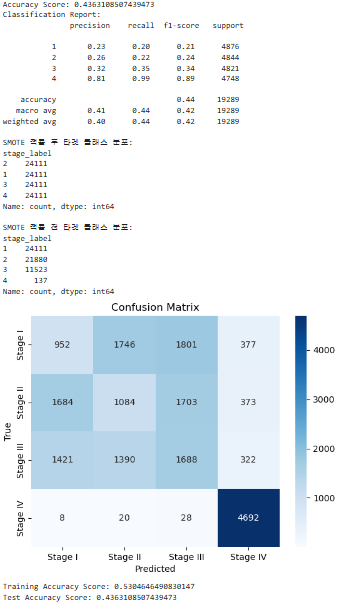 Accuracy Score: 0.4363108507439473
Classification Report:
precision recall f1-score support
1 0.23 0.20 0.21 4876
2 0.26 0.22 0.24 4844
3 0.32 0.35 0.34 4821
4 0.81 0.99 0.89 4748
accuracy 0.44 19289
macro avg 0.41 0.44 0.42 19289
weighted avg 0.40 0.44 0.42 19289
SMOTE 적용 후 타겟 클래스 분포:
stage_label
2 24111
1 24111
3 24111
4 24111
Name: count, dtype: int64
SMOTE 적용 전 타겟 클래스 분포:
stage_label
1 24111
2 21880
3 11523
4 137
Name: count, dtype: int64
Confusion Matrix
True
Stage I 952 1746 1801 377
Stage II 1684 1084 1703 373
Stage III 1421 1390 1688 322
Stage IV 8 20 28 4692
Stage I Stage II Stage III Stage IV
Predicted
4000
3000
2000
1000
Training Accuracy Score: 0.5304646490830147
Test Accuracy Score: 0.4363108507439473